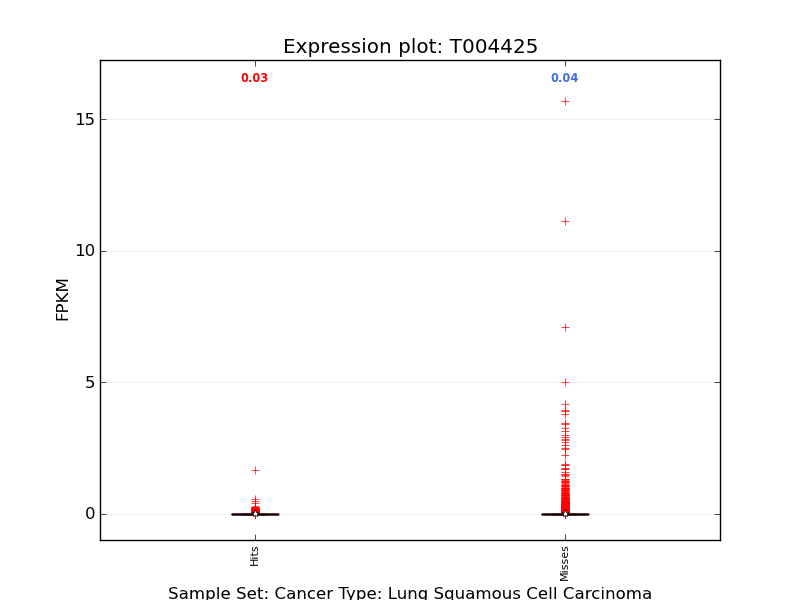 Expression plot: T004425
0.03 0.04
15
10
5
0
FPKM
Hits Misses
Sample Set: Cancer Type: Lung Squamous Cell Carcinoma